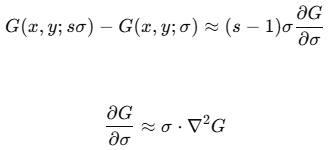 G(x, y; sσ) − G(x, y; σ) ≈ (s − 1)σ ∂G/∂σ
∂G/∂σ ≈ σ · ∇²G